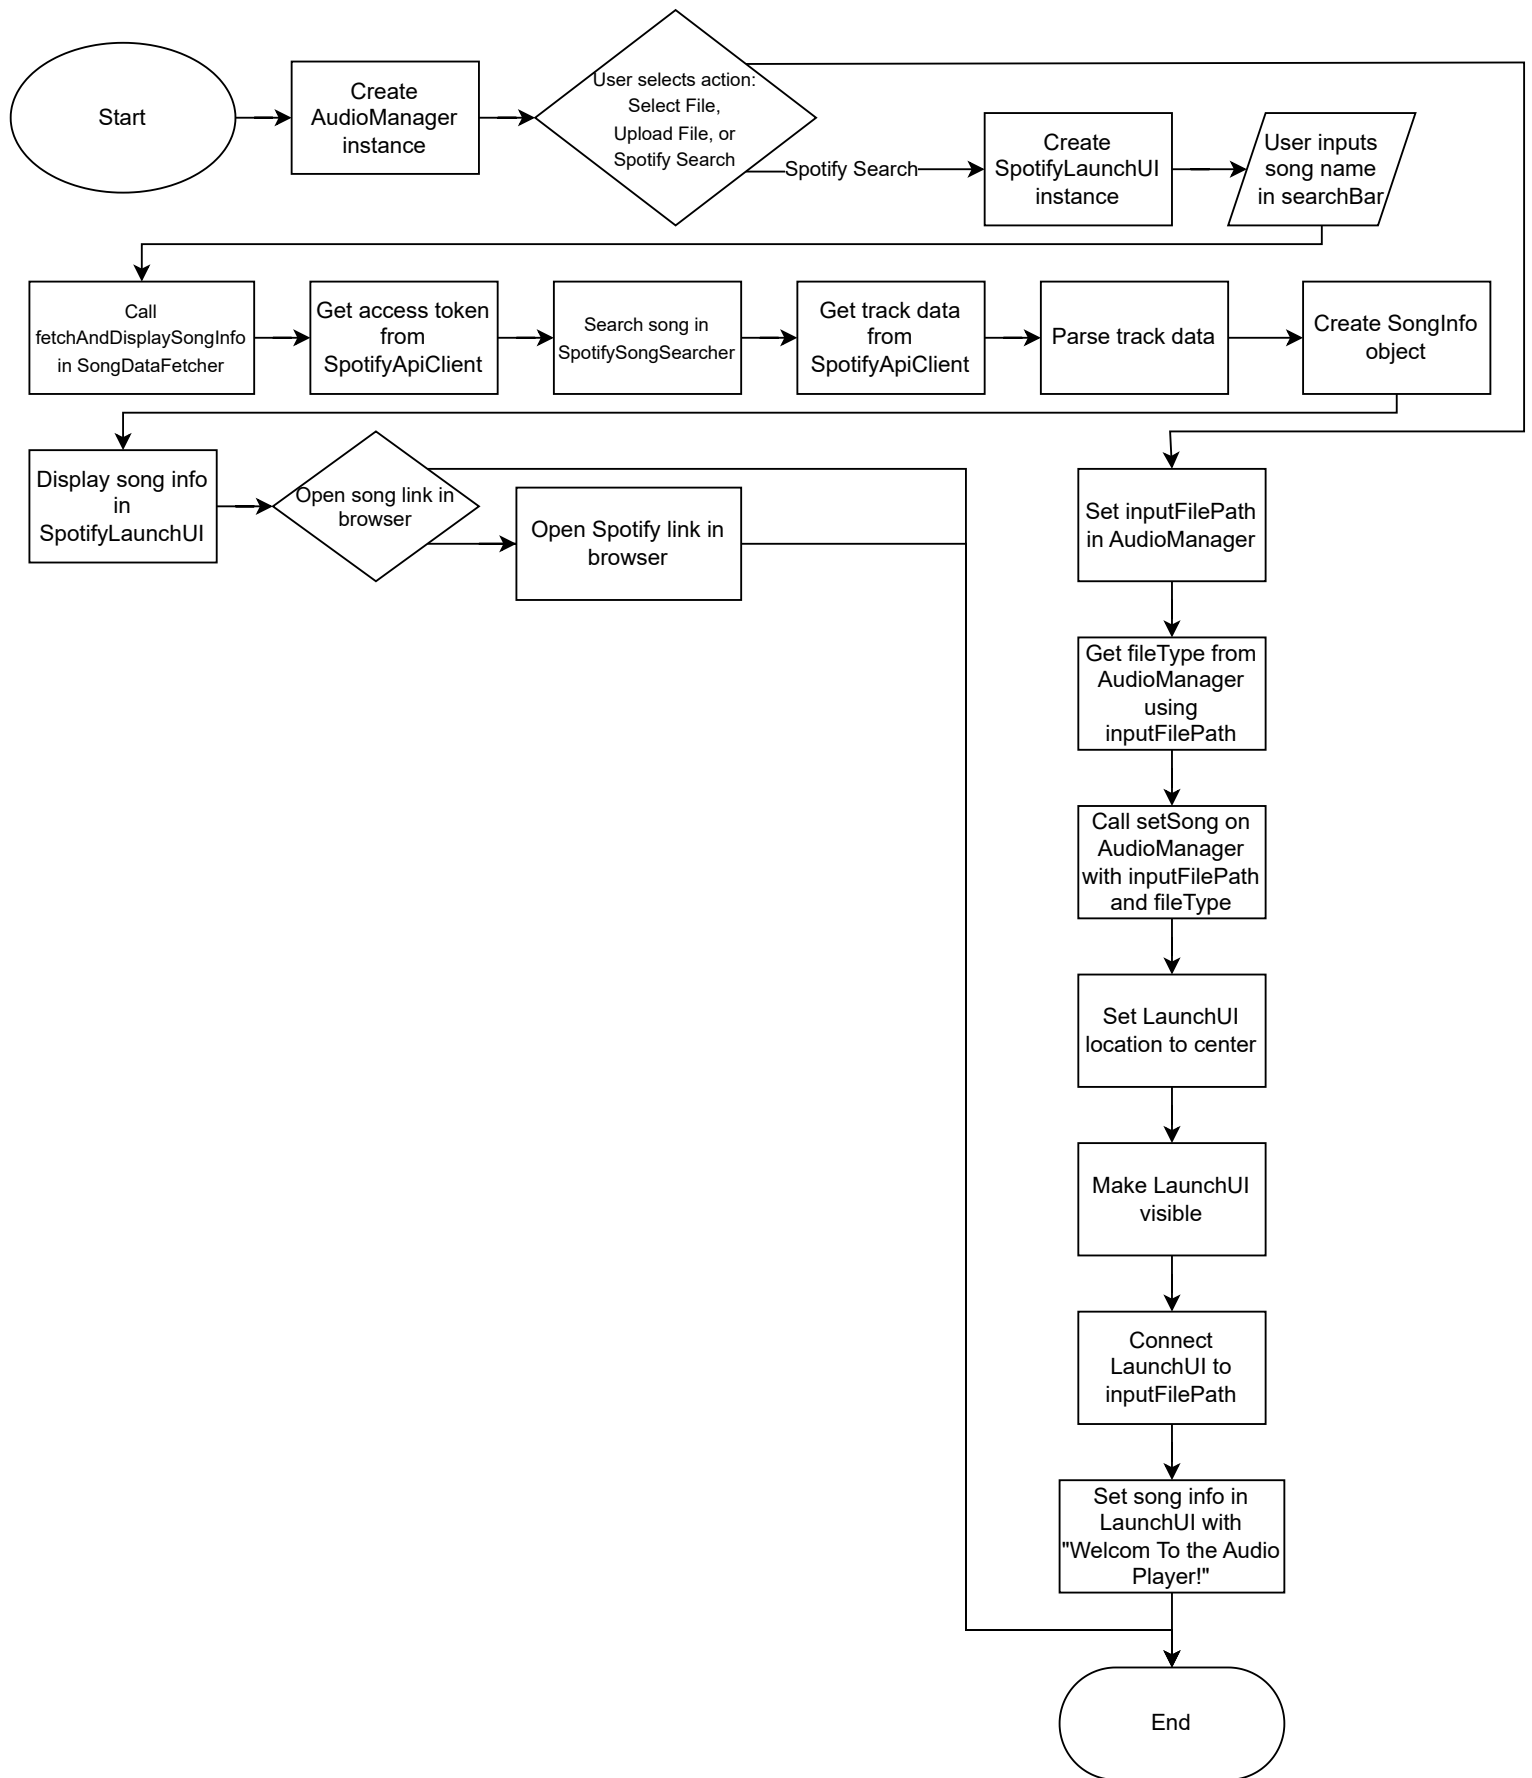 Start
Create
AudioManager
instance
User selects action:
Select File,
Upload File, or
Spotify Search
Spotify Search
Create
SpotifyLaunchUI
instance
User inputs
song name
in searchBar
Call
fetchAndDisplaySongInfo
in SongDataFetcher
Get access token
from
SpotifyApiClient
Search song in
SpotifySongSearcher
Get track data
from
SpotifyApiClient
Parse track data
Create SongInfo
object
Display song info
in
SpotifyLaunchUI
Open song link in
browser
Open Spotify link in
browser
Set inputFilePath
in AudioManager
Get fileType from
AudioManager
using
inputFilePath
Call setSong on
AudioManager
with inputFilePath
and fileType
Set LaunchUI
location to center
Make LaunchUI
visible
Connect
LaunchUI to
inputFilePath
Set song info in
LaunchUI with
"Welcom To the Audio
Player!"
End